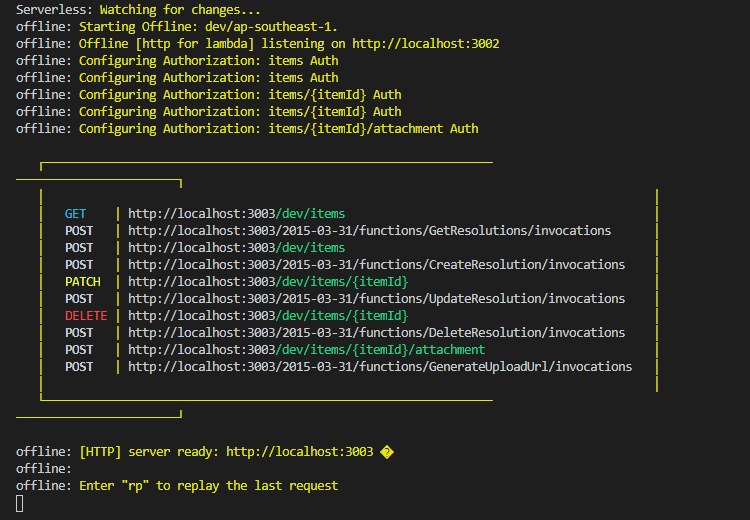 Serverless: Watching for changes...
offline: Starting Offline: dev/ap-southeast-1.
offline: Offline [http for lambda] listening on http://localhost:3002
offline: Configuring Authorization: items Auth
offline: Configuring Authorization: items Auth
offline: Configuring Authorization: items/{itemId} Auth
offline: Configuring Authorization: items/{itemId} Auth
offline: Configuring Authorization: items/{itemId}/attachment Auth
GET | http://localhost:3003/dev/items
POST | http://localhost:3003/2015-03-31/functions/GetResolutions/invocations
POST | http://localhost:3003/dev/items
POST | http://localhost:3003/2015-03-31/functions/CreateResolution/invocations
PATCH | http://localhost:3003/dev/items/{itemId}
POST | http://localhost:3003/2015-03-31/functions/UpdateResolution/invocations
DELETE | http://localhost:3003/dev/items/{itemId}
POST | http://localhost:3003/2015-03-31/functions/DeleteResolution/invocations
POST | http://localhost:3003/dev/items/{itemId}/attachment
POST | http://localhost:3003/2015-03-31/functions/GenerateUploadUrl/invocations
offline: [HTTP] server ready: http://localhost:3003 �
offline:
offline: Enter "rp" to replay the last request